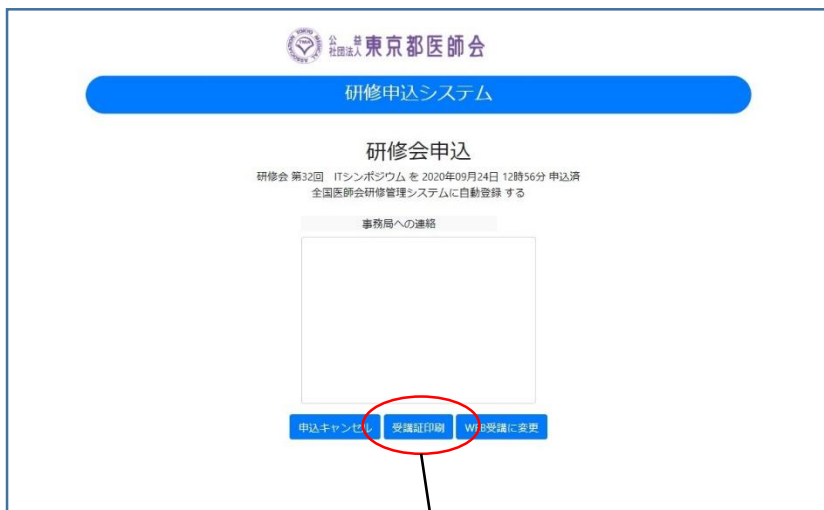 公益社団法人東京都医師会
研修申込システム
研修会申込
研修会 第32回 ITシンポジウム を 2020年09月24日 12時56分 申込済
全国医師会研修管理システムに自動登録 する
事務局への連絡
申込キャンセル 受講証印刷 WEB受講に変更